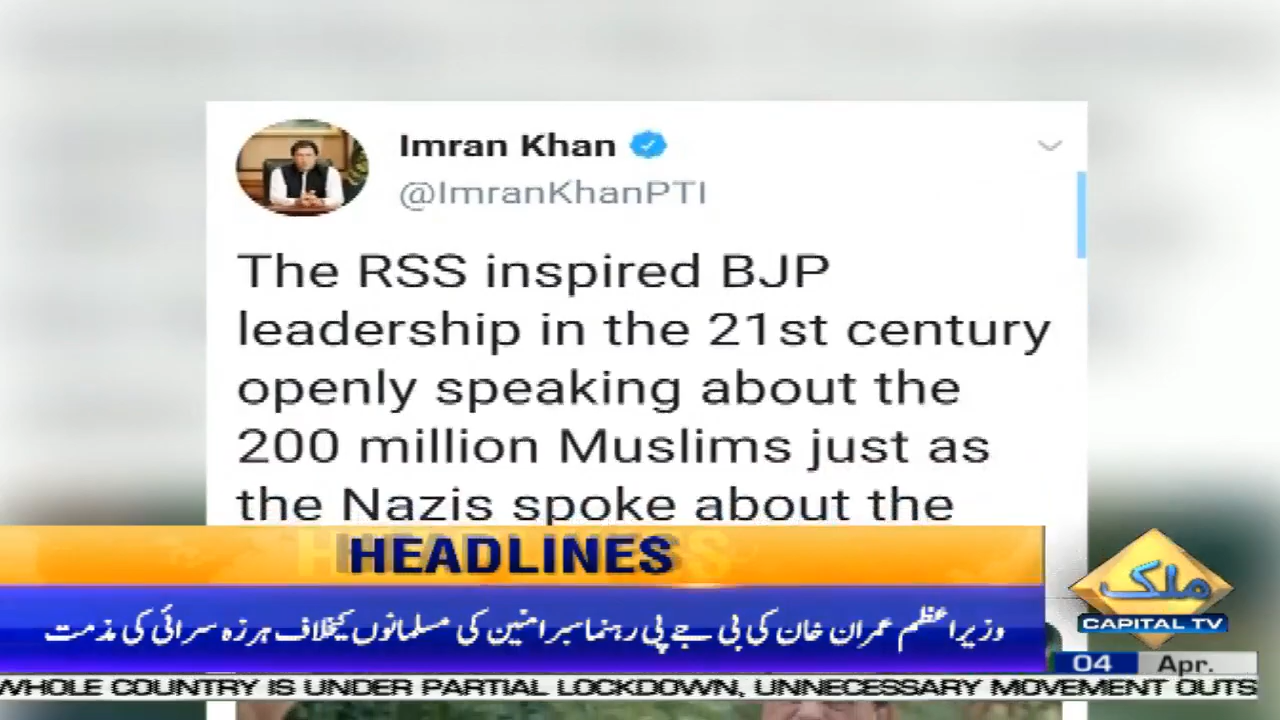 Imran Khan
@ImranKhanPTI
The RSS inspired BJP
leadership in the 21st century
openly speaking about the
200 million Muslims just as
the Nazis spoke about the
HEADLINES
وزیراعظم عمران خان کی بی جے پی رہنما سبرامنین کی مسلمانوں کیخلاف ہرزہ سرائی کی مذمت
ملک
CAPITAL TV
04 Apr.
WHOLE COUNTRY IS UNDER PARTIAL LOCKDOWN, UNNECESSARY MOVEMENT OUTS